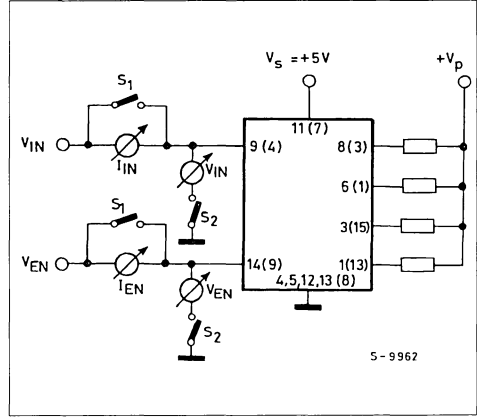 V_S = +5V
+V_p
S_1
11(7)
V_IN
I_IN
V_IN
9(4)
8(3)
S_2
6(1)
S_1
3(15)
V_EN
I_EN
V_EN
14(9)
1(13)
4,5,12,13(8)
S_2
S-9962